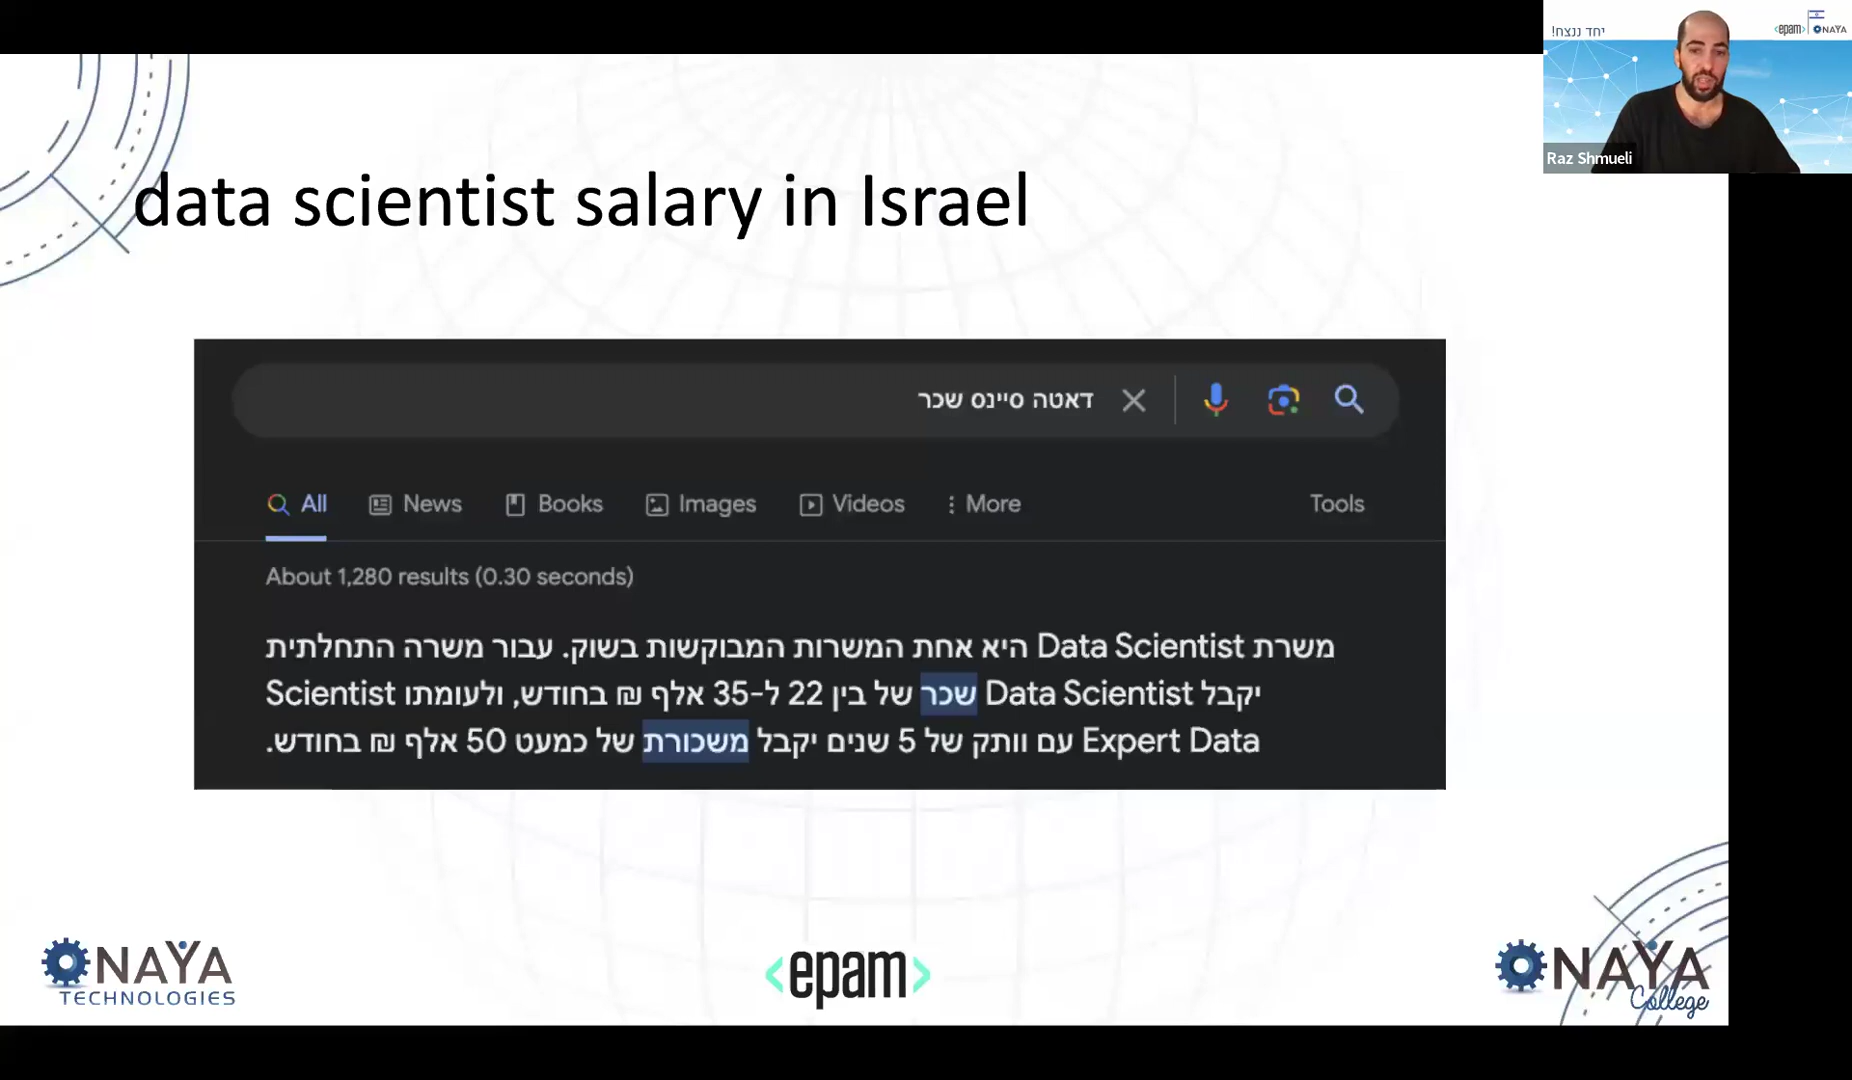 יחד ננצח!
<epam> NAYA
Raz Shmueli
data scientist salary in Israel
דאטה סיינס שכר
All News Books Images Videos More Tools
About 1,280 results (0.30 seconds)
משרת Data Scientist היא אחת המשרות המבוקשות בשוק. עבור משרה התחלתית
יקבל Data Scientist שכר של בין 22 ל-35 אלף ₪ בחודש, ולעומתו Scientist
Expert Data עם וותק של 5 שנים יקבל משכורת של כמעט 50 אלף ₪ בחודש.
NAYA
TECHNOLOGIES
<epam>
NAYA
College